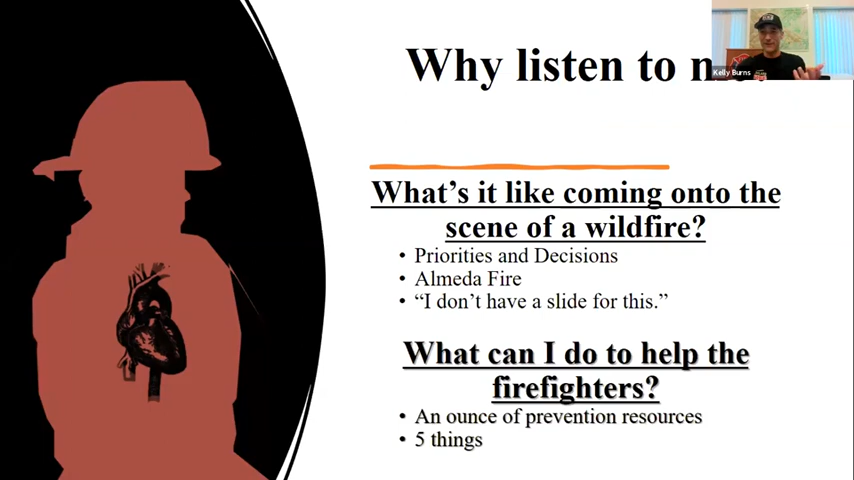 Why listen to
Kelly Burns
What's it like coming onto the
scene of a wildfire?
• Priorities and Decisions
• Almeda Fire
• “I don't have a slide for this.”
What can I do to help the
firefighters?
• An ounce of prevention resources
• 5 things